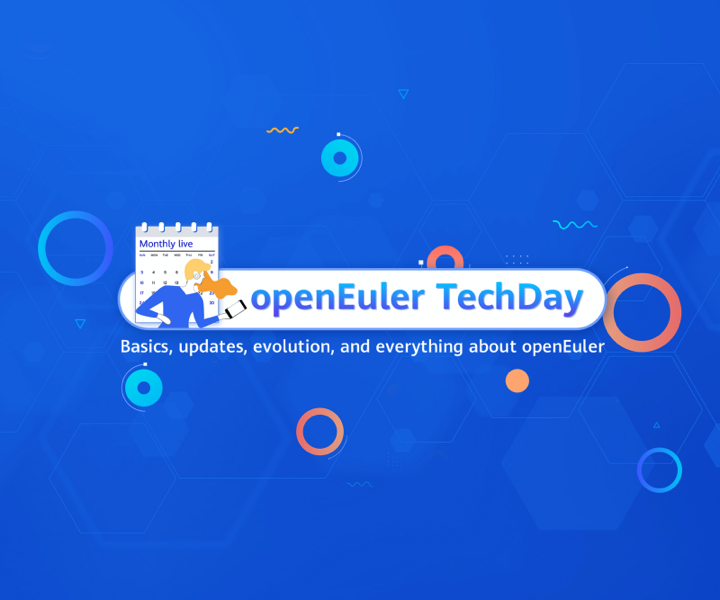 Monthly live
openEuler TechDay
Basics, updates, evolution, and everything about openEuler